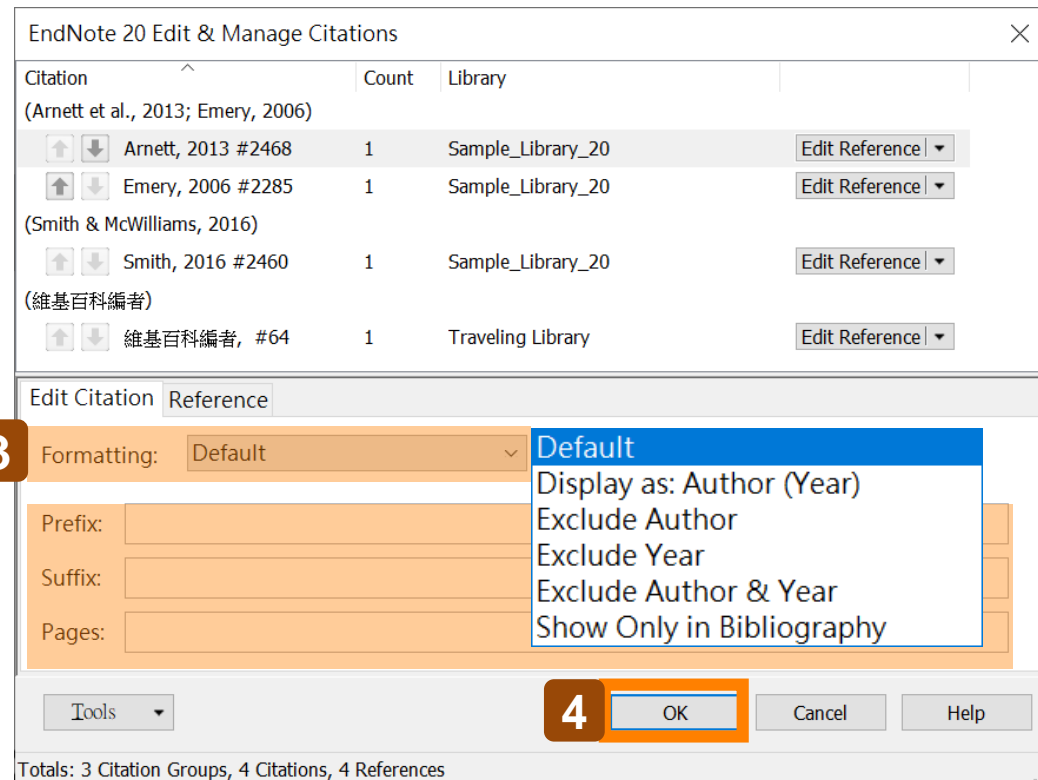 EndNote 20 Edit & Manage Citations
Citation Count Library
(Arnett et al., 2013; Emery, 2006)
Arnett, 2013 #2468 1 Sample_Library_20 Edit Reference
Emery, 2006 #2285 1 Sample_Library_20 Edit Reference
(Smith & McWilliams, 2016)
Smith, 2016 #2460 1 Sample_Library_20 Edit Reference
(維基百科編者)
維基百科編者, #64 1 Traveling Library Edit Reference
Edit Citation Reference
3 Formatting: Default
Default
Display as: Author (Year)
Exclude Author
Exclude Year
Exclude Author & Year
Show Only in Bibliography
Prefix:
Suffix:
Pages:
Tools 4 OK Cancel Help
Totals: 3 Citation Groups, 4 Citations, 4 References